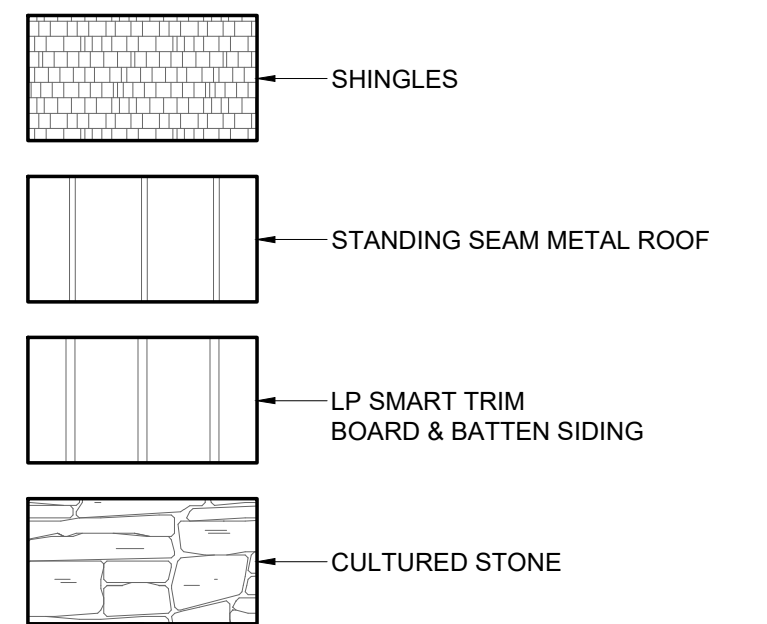 SHINGLES
STANDING SEAM METAL ROOF
LP SMART TRIM
BOARD & BATTEN SIDING
CULTURED STONE